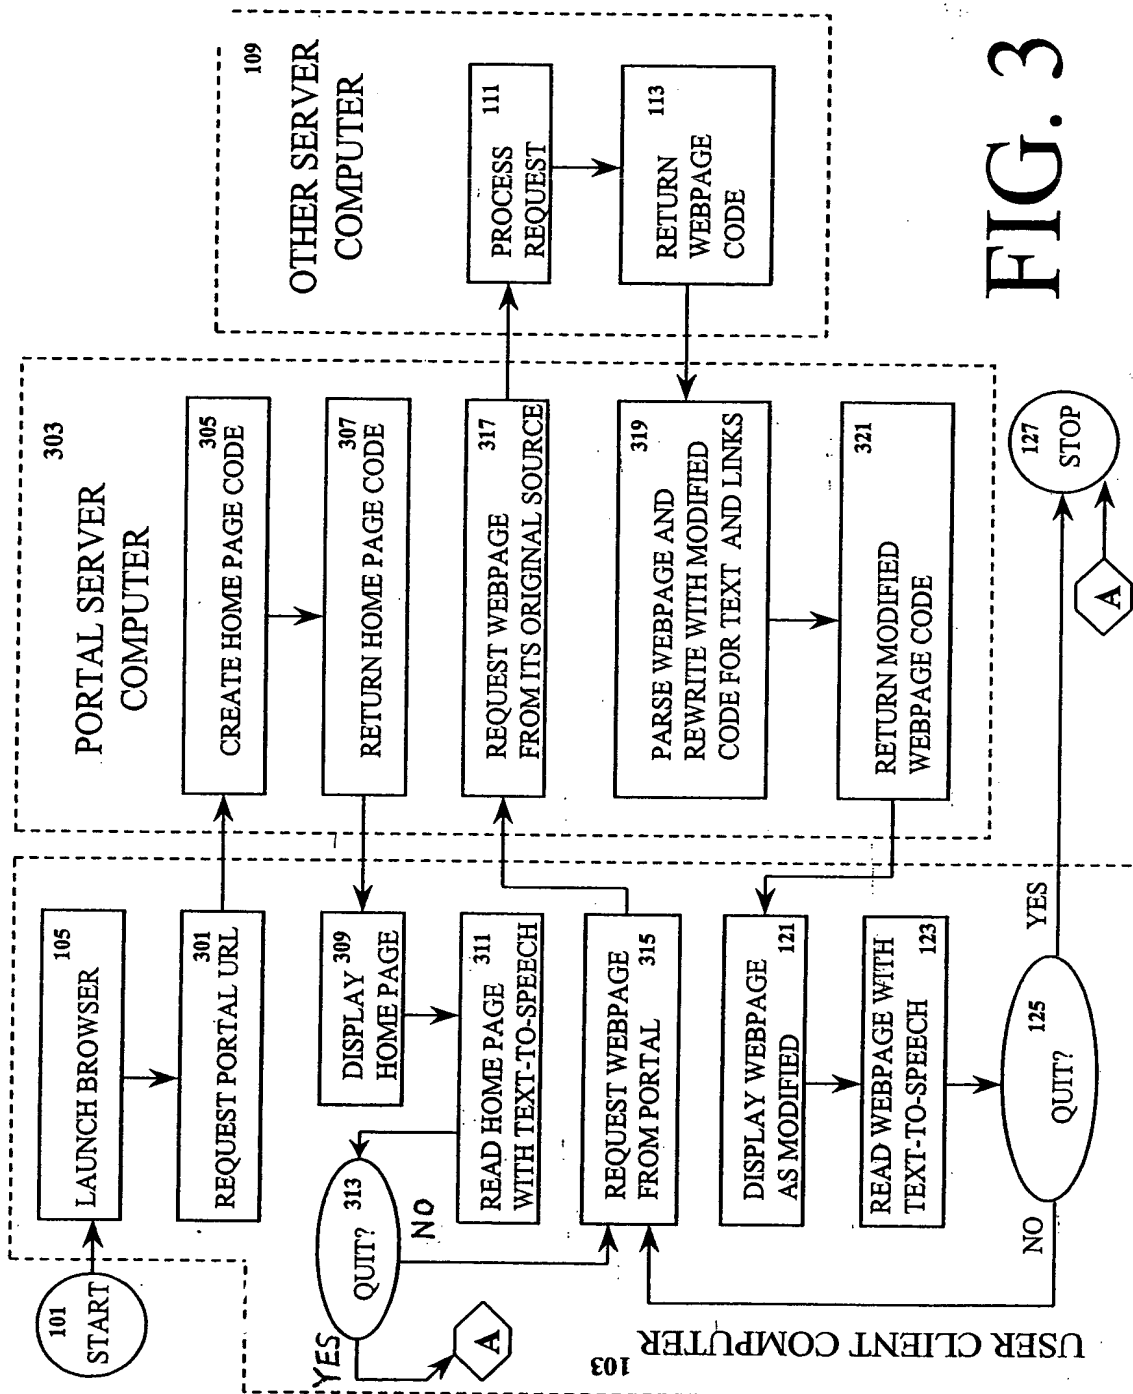 101
START
105
LAUNCH BROWSER
301
REQUEST PORTAL URL
303
PORTAL SERVER
COMPUTER
305
CREATE HOME PAGE CODE
307
RETURN HOME PAGE CODE
309
DISPLAY
HOME PAGE
311
READ HOME PAGE
WITH TEXT-TO-SPEECH
313
QUIT?
YES
NO
A
315
REQUEST WEBPAGE
FROM PORTAL
317
REQUEST WEBPAGE
FROM ITS ORIGINAL SOURCE
109
OTHER SERVER
COMPUTER
111
PROCESS
REQUEST
113
RETURN
WEBPAGE
CODE
319
PARSE WEBPAGE AND
REWRITE WITH MODIFIED
CODE FOR TEXT AND LINKS
321
RETURN MODIFIED
WEBPAGE CODE
121
DISPLAY WEBPAGE
AS MODIFIED
123
READ WEBPAGE WITH
TEXT-TO-SPEECH
125
QUIT?
NO
YES
127
STOP
A
103
USER CLIENT COMPUTER
FIG. 3